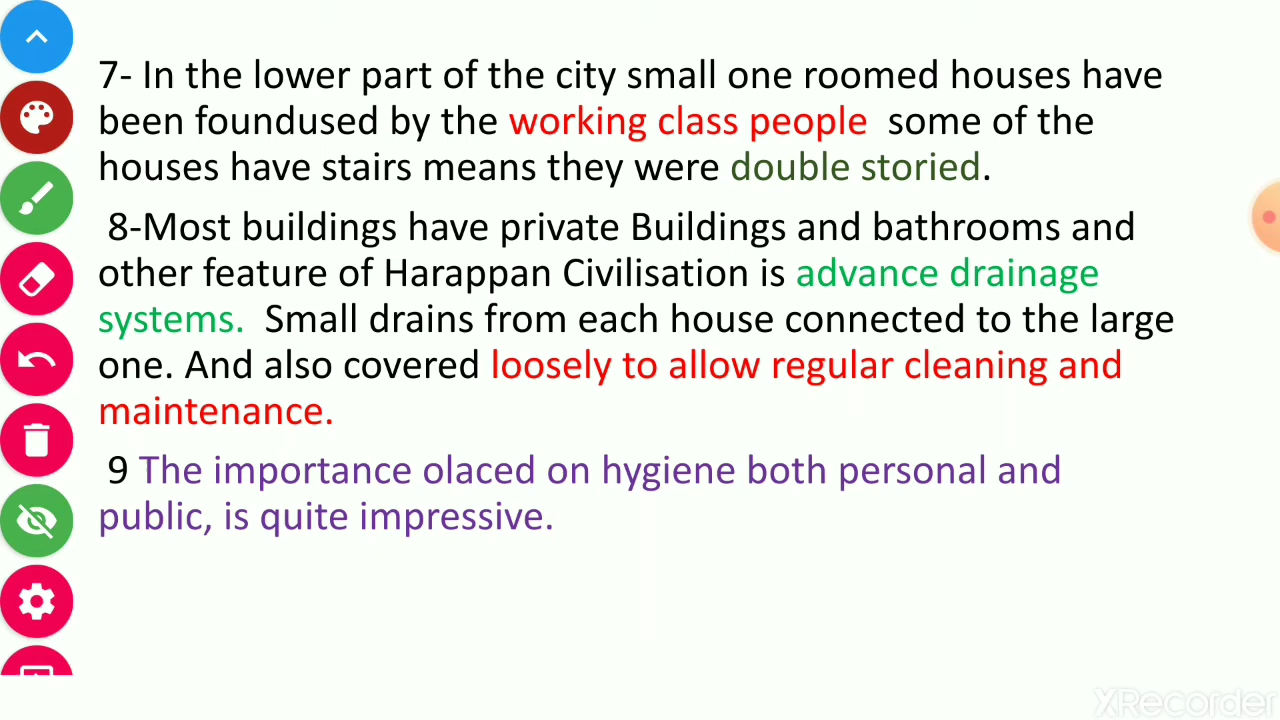 7- In the lower part of the city small one roomed houses have
been foundused by the working class people some of the
houses have stairs means they were double storied.
8-Most buildings have private Buildings and bathrooms and
other feature of Harappan Civilisation is advance drainage
systems. Small drains from each house connected to the large
one. And also covered loosely to allow regular cleaning and
maintenance.
9 The importance olaced on hygiene both personal and
public, is quite impressive.
XRecorder